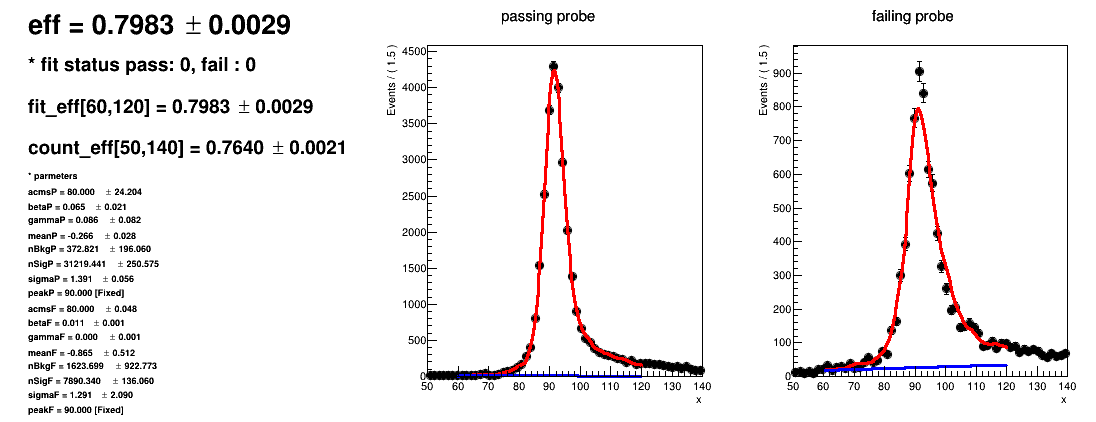 eff = 0.7983 ± 0.0029
* fit status pass: 0, fail : 0
fit_eff[60,120] = 0.7983 ± 0.0029
count_eff[50,140] = 0.7640 ± 0.0021
* parmeters
acmsP = 80.000 ± 24.204
betaP = 0.065 ± 0.021
gammaP = 0.086 ± 0.082
meanP = -0.266 ± 0.028
nBkgP = 372.821 ± 196.060
nSigP = 31219.441 ± 250.575
sigmaP = 1.391 ± 0.056
peakP = 90.000 [Fixed]
acmsF = 80.000 ± 0.048
betaF = 0.011 ± 0.001
gammaF = 0.000 ± 0.001
meanF = -0.865 ± 0.512
nBkgF = 1623.699 ± 922.773
nSigF = 7890.340 ± 136.060
sigmaF = 1.291 ± 2.090
peakF = 90.000 [Fixed]
passing probe
Events / ( 1.5 )
4500
4000
3500
3000
2500
2000
1500
1000
500
0
50 60 70 80 90 100 110 120 130 140
x
failing probe
Events / ( 1.5 )
900
800
700
600
500
400
300
200
100
0
50 60 70 80 90 100 110 120 130 140
x